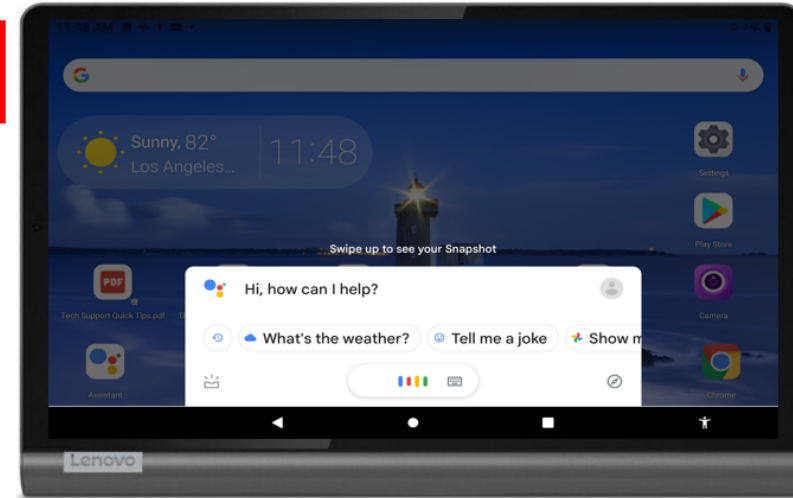 11:48 AM
Sunny, 82°
Los Angeles...
11:48
Settings
Swipe up to see your Snapshot
Play Store
PDF
Hi, how can I help?
Tech Support Quick Tips.pdf
Camera
What's the weather?
Tell me a joke
Show m
Assistant
Chrome
Lenovo